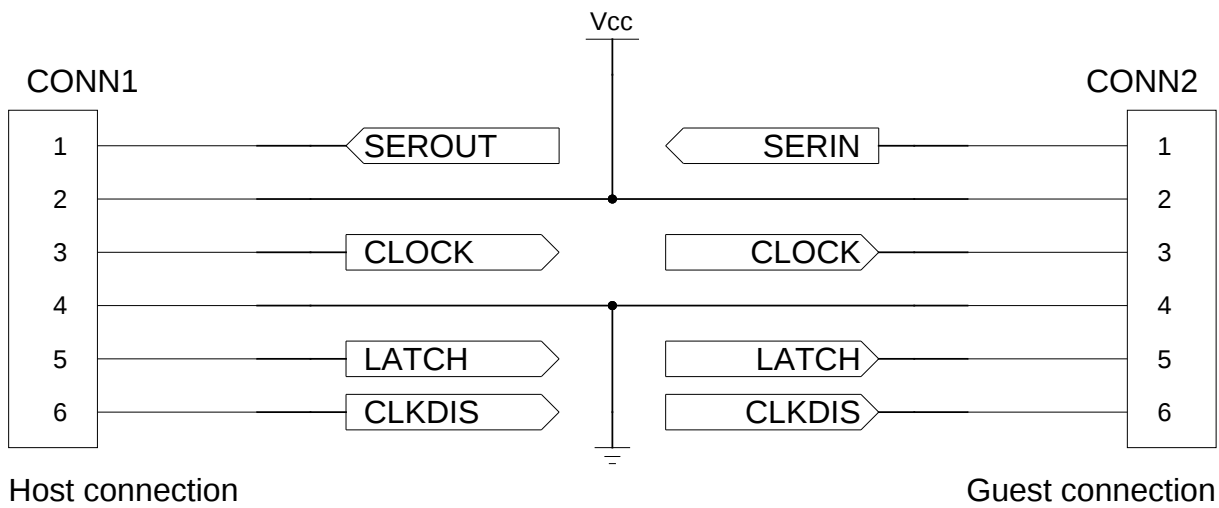 Vcc
CONN1 CONN2
1 SEROUT SERIN 1
2 2
3 CLOCK CLOCK 3
4 4
5 LATCH LATCH 5
6 CLKDIS CLKDIS 6
Host connection Guest connection